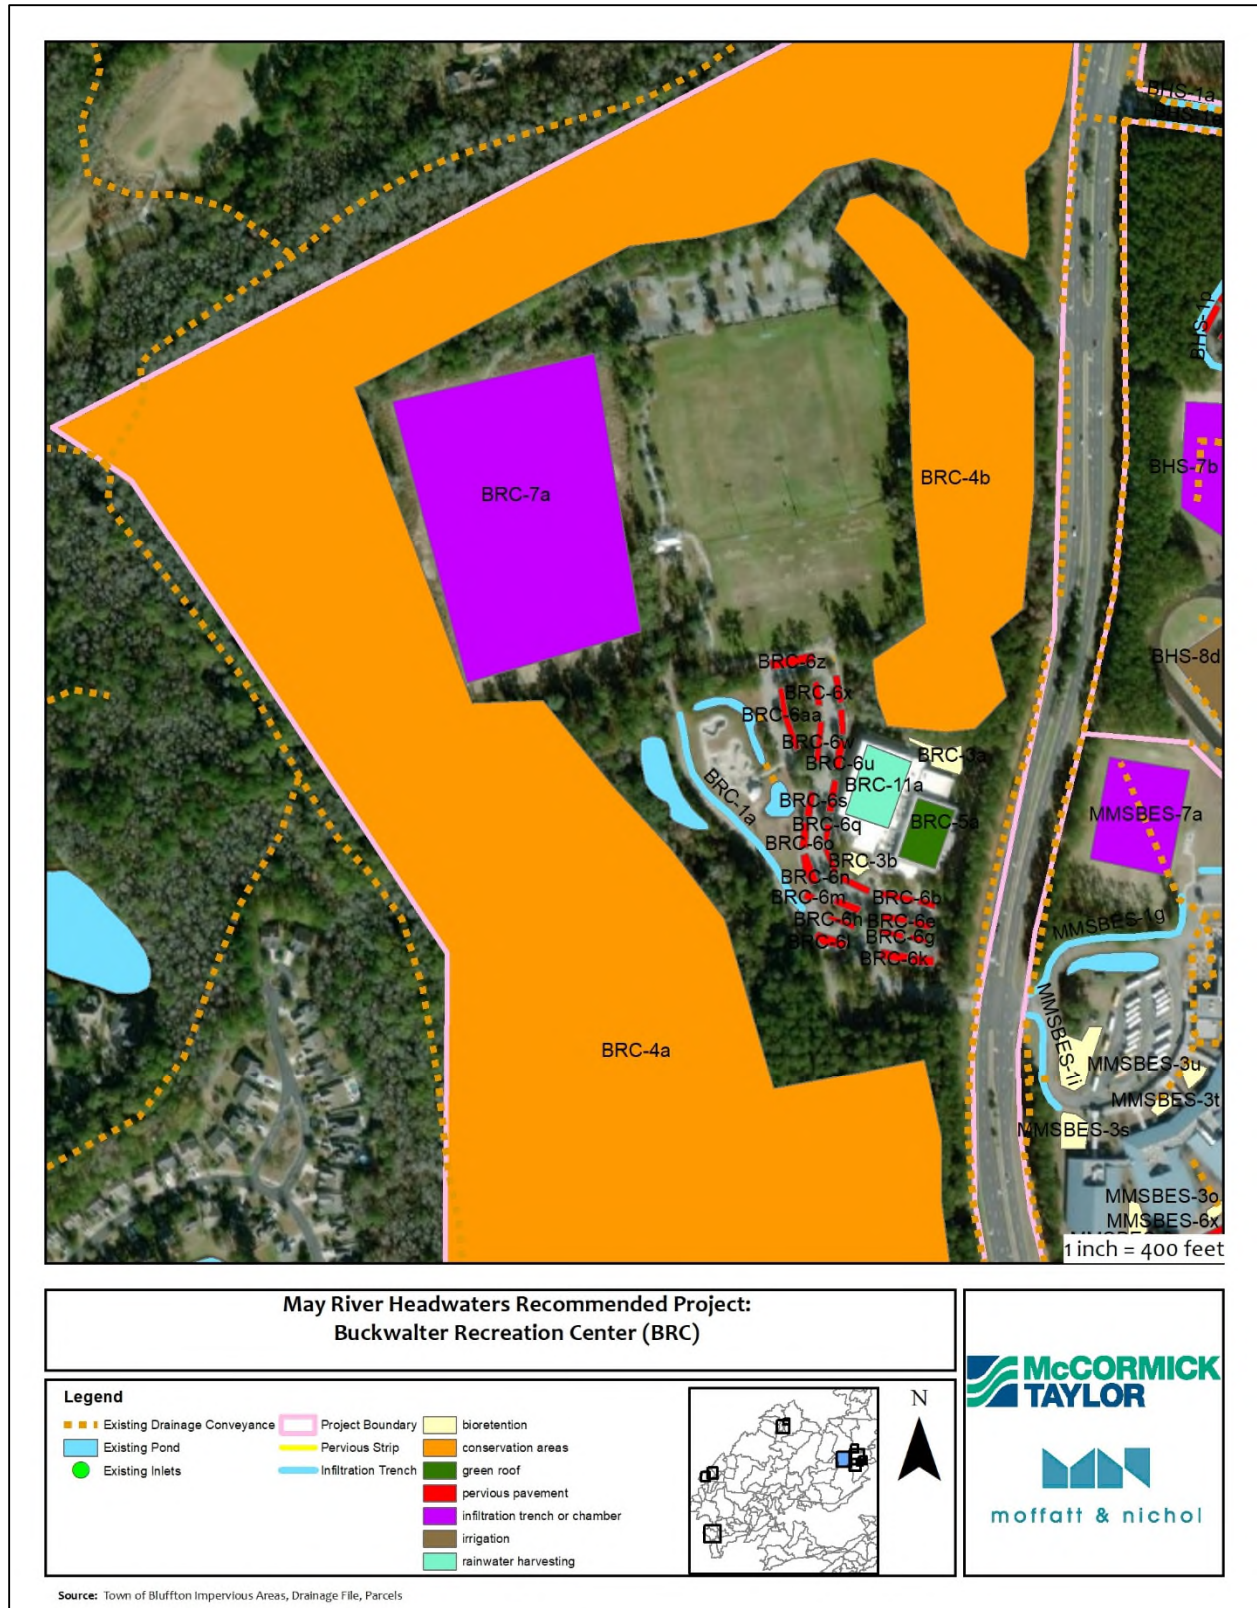 BHS-1a
BHS-1p
BHS-7b
BRC-7a
BRC-4b
BHS-8d
BRC-6z
BRC-6x
BRC-6aa
BRC-6w
BRC-6u
BRC-3a
BRC-1a
BRC-11a
BRC-6s
BRC-5a
MMSBES-7a
BRC-6q
BRC-6o
BRC-3b
BRC-6n
BRC-6m
BRC-6b
BRC-6h
BRC-6e
BRC-6g
BRC-6k
MMSBES-1g
MMSBES-1i
BRC-4a
MMSBES-3u
MMSBES-3t
MMSBES-3s
MMSBES-3o
MMSBES-6x
1 inch = 400 feet
May River Headwaters Recommended Project:
Buckwalter Recreation Center (BRC)
Legend
Existing Drainage Conveyance
Existing Pond
Existing Inlets
Project Boundary
Pervious Strip
Infiltration Trench
bioretention
conservation areas
green roof
pervious pavement
infiltration trench or chamber
irrigation
rainwater harvesting
N
McCORMICK
TAYLOR
moffatt & nichol
Source: Town of Bluffton Impervious Areas, Drainage File, Parcels